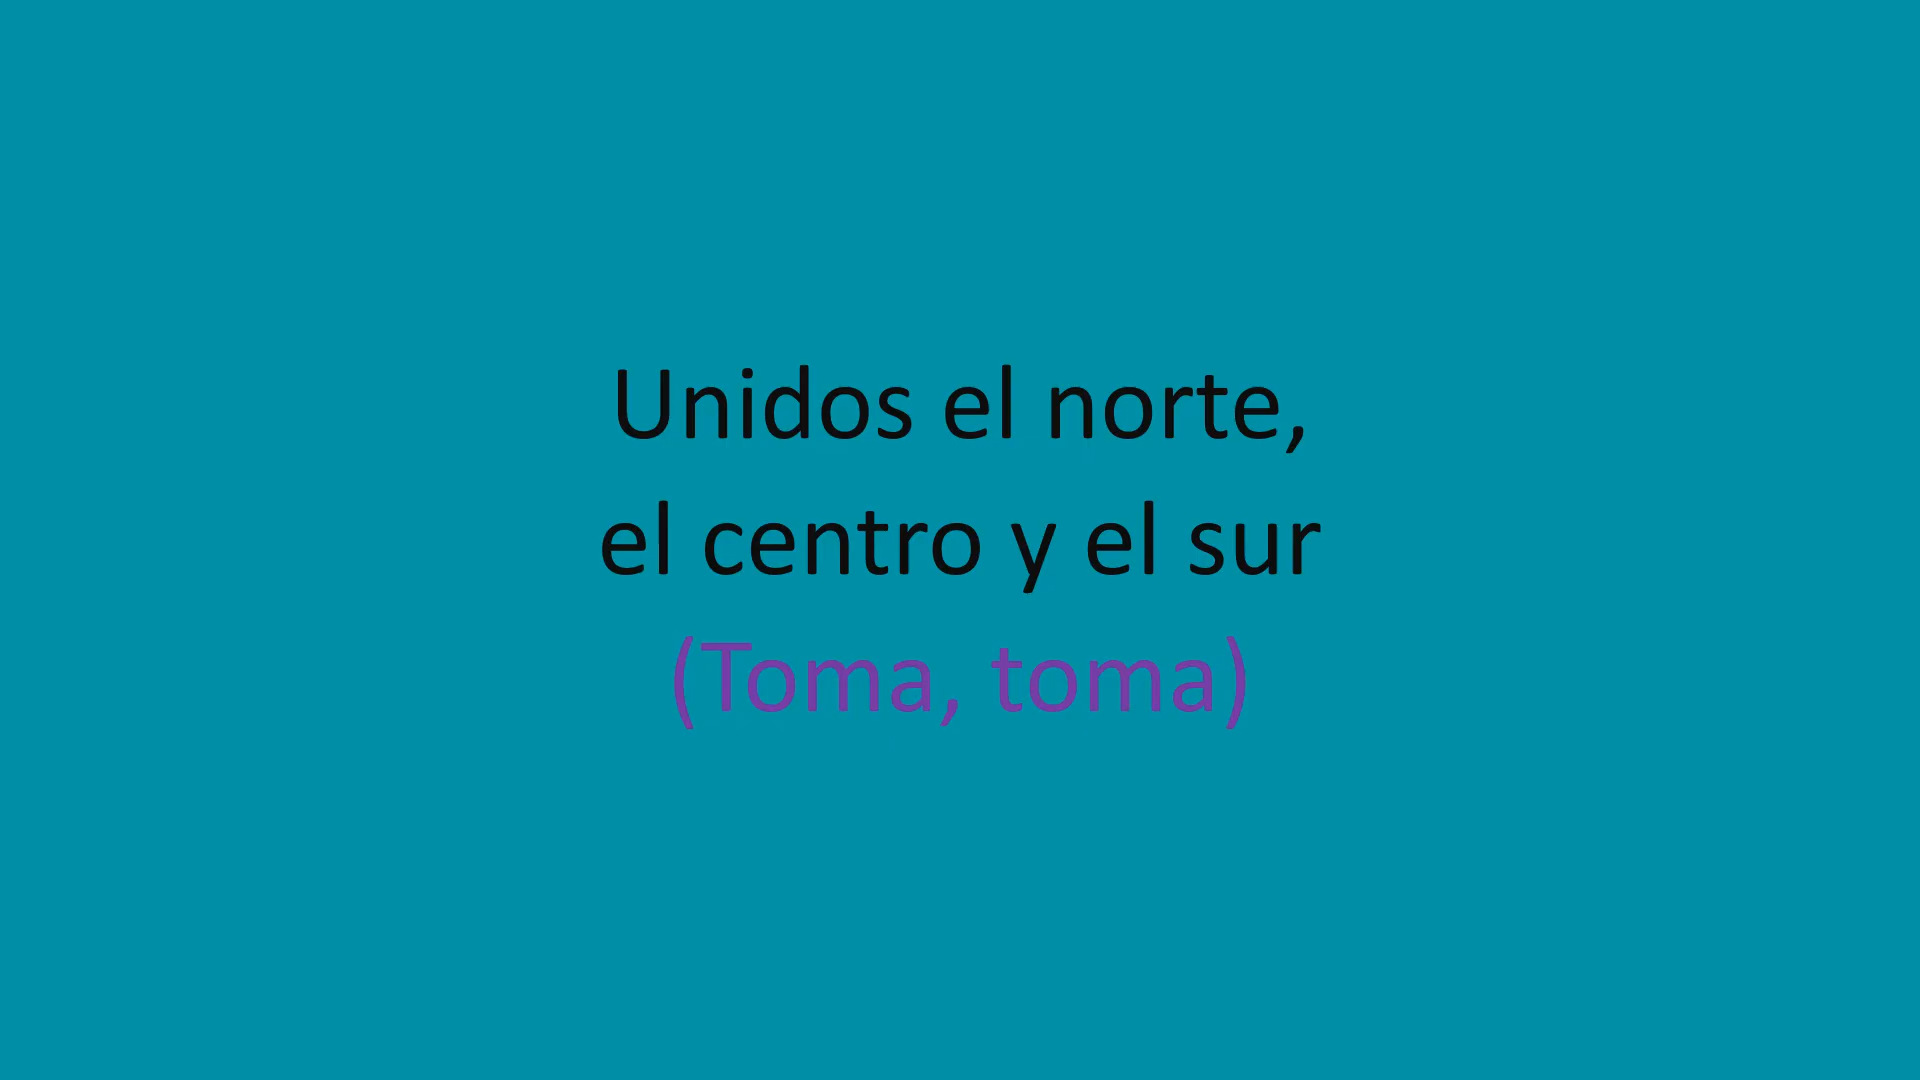 Unidos el norte,
el centro y el sur
(Toma, toma)